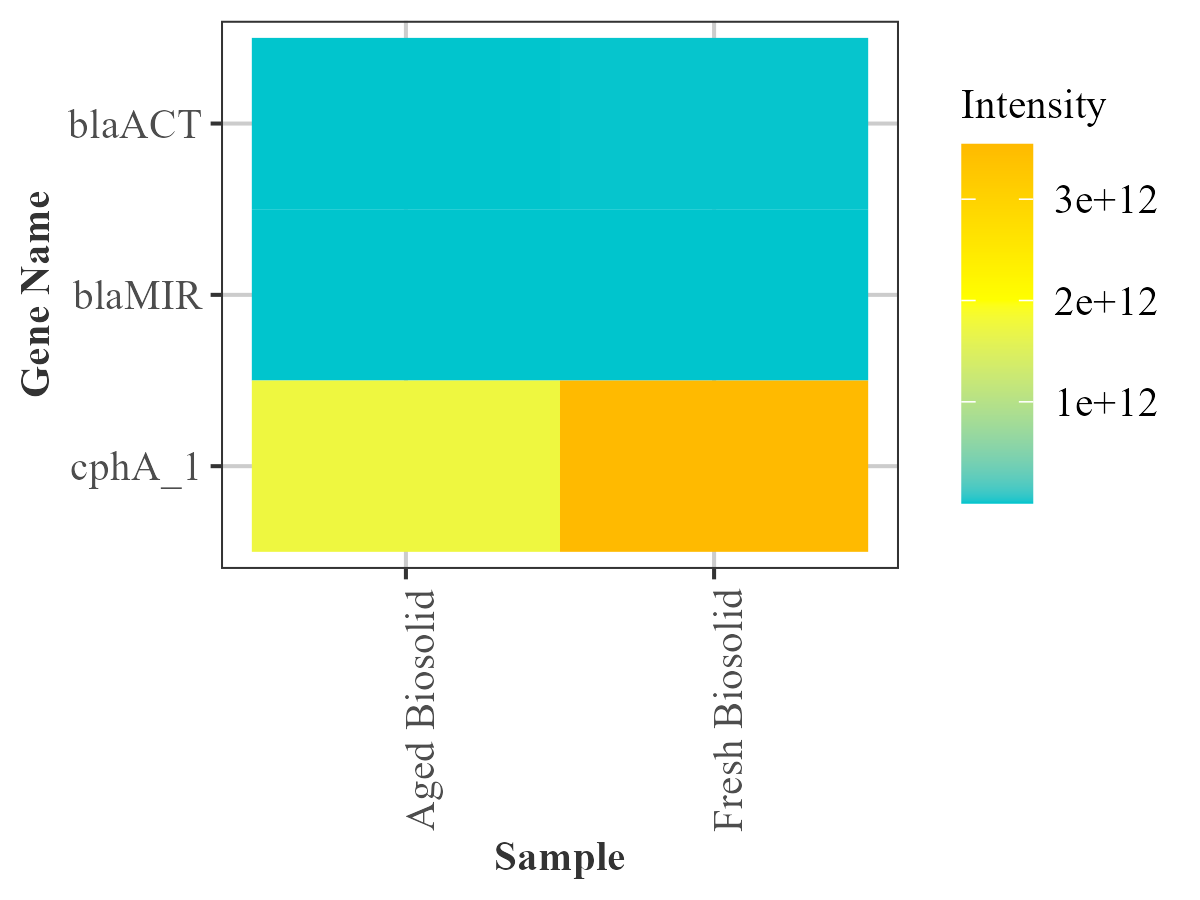 Gene Name
blaACT
blaMIR
cphA_1
Aged Biosolid
Fresh Biosolid
Sample
Intensity
3e+12
2e+12
1e+12